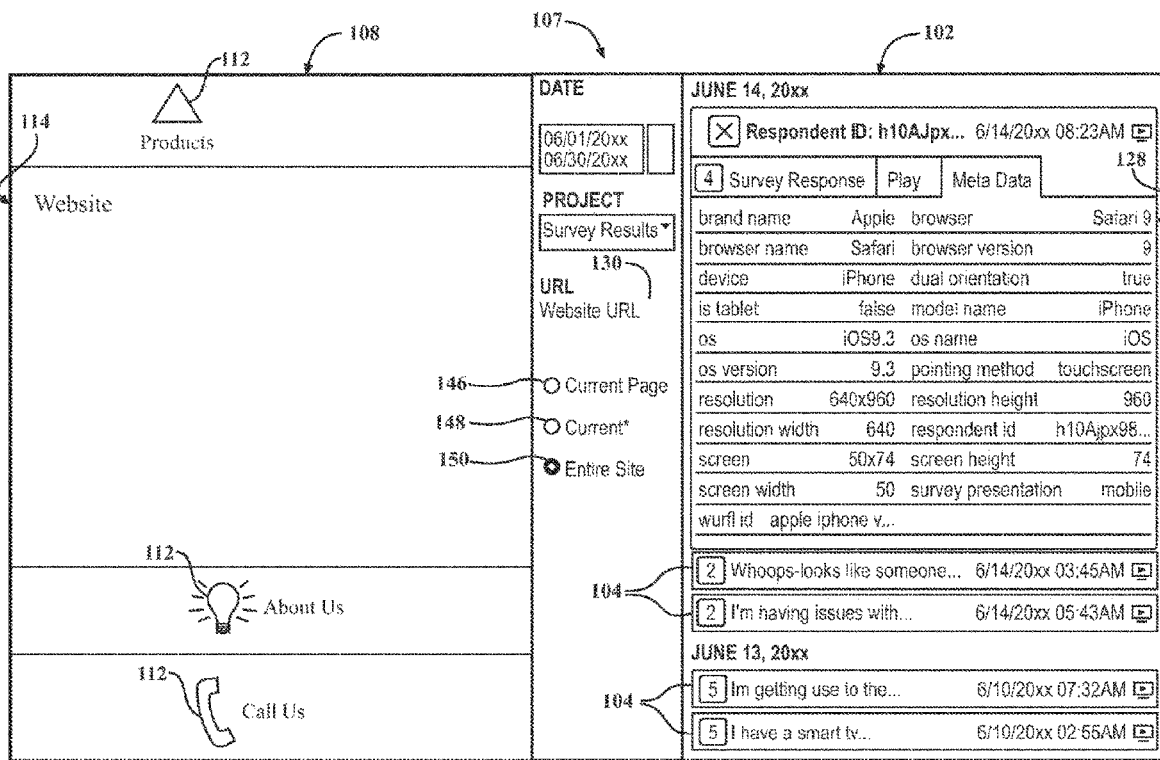 107
108
102
112
114
Products
Website
112
About Us
112
Call Us
DATE
06/01/20xx
06/30/20xx
PROJECT
Survey Results
130
URL
Website URL
146 Current Page
148 Current*
150 Entire Site
JUNE 14, 20xx
X Respondent ID: h10AJpx... 6/14/20xx 08:23AM
128
4 Survey Response Play Meta Data
brand name Apple browser Safari 9
browser name Safari browser version 9
device iPhone dual orientation true
is tablet false model name iPhone
os iOS9.3 os name iOS
os version 9.3 pointing method touchscreen
resolution 640x960 resolution height 960
resolution width 640 respondent id h10Ajpx98...
screen 50x74 screen height 74
screen width 50 survey presentation mobile
wurfl id apple iphone v...
104
2 Whoops-looks like someone... 6/14/20xx 03:45AM
2 I'm having issues with... 6/14/20xx 05:43AM
JUNE 13, 20xx
104
5 Im getting use to the... 6/10/20xx 07:32AM
5 I have a smart tv... 6/10/20xx 02:55AM